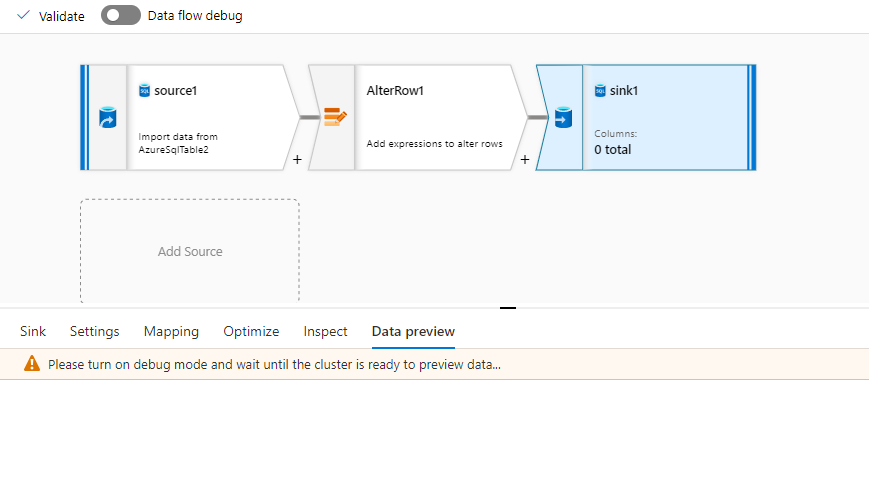 Validate
Data flow debug
source1
Import data from
AzureSqlTable2
+
AlterRow1
Add expressions to alter rows
+
sink1
Columns:
0 total
Add Source
Sink Settings Mapping Optimize Inspect Data preview
Please turn on debug mode and wait until the cluster is ready to preview data...